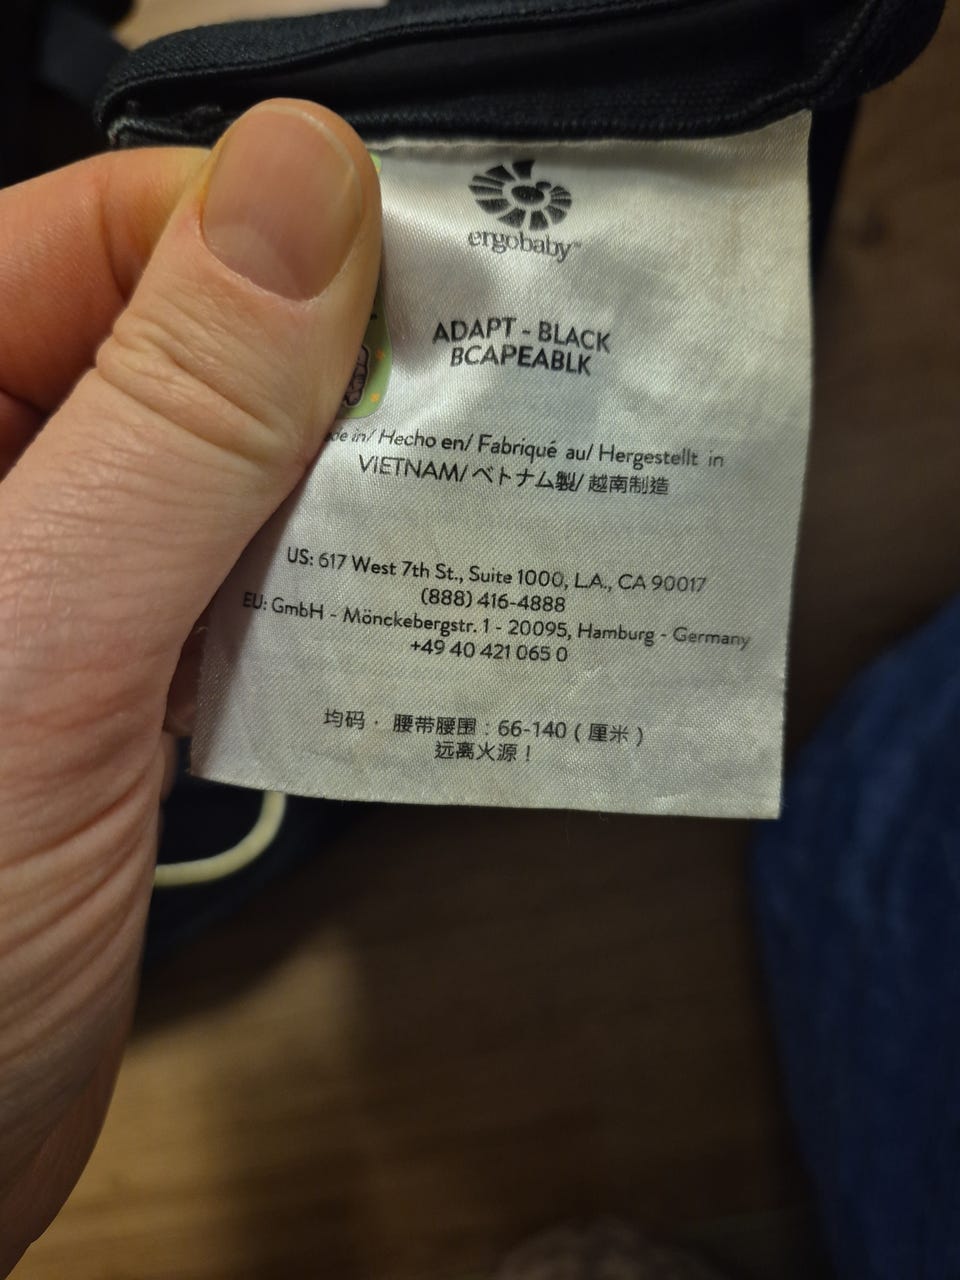 ergobaby™
ADAPT - BLACK
BCAPEABLK
in/ Hecho en/ Fabriqué au/ Hergestellt in
VIETNAM/ ベトナム製/ 越南制造
US: 617 West 7th St., Suite 1000, L.A., CA 90017
(888) 416-4888
EU: GmbH - Mönckebergstr. 1 - 20095, Hamburg - Germany
+49 40 421 065 0
均码 · 腰带腰围 : 66-140 ( 厘米 )
远离火源 !